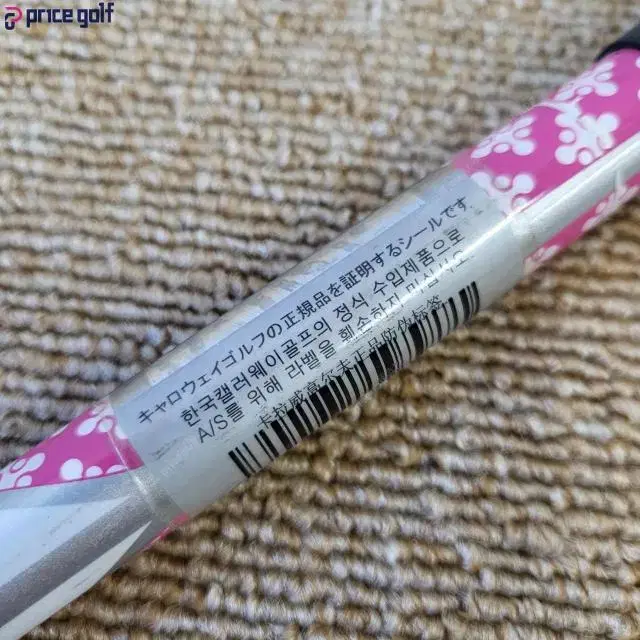 price golf
キャロウェイゴルフの正規品を証明するシールです
한국캘러웨이골프의 정식 수입제품으로
A/S를 위해 라벨을 훼손하지 마십시오.